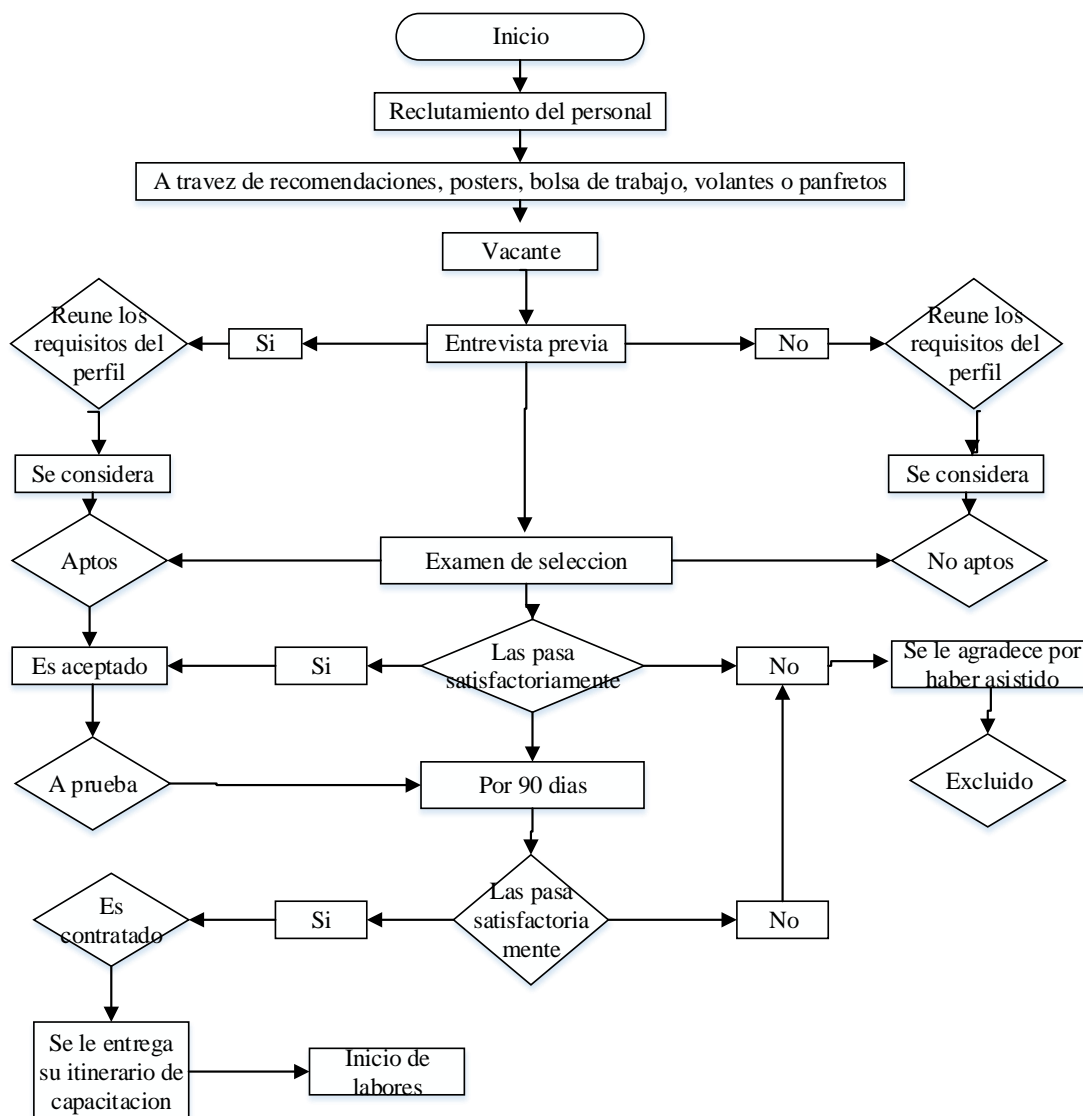 Inicio
Reclutamiento del personal
A travez de recomendaciones, posters, bolsa de trabajo, volantes o panfretos
Vacante
Reune los
requisitos del
perfil
Si
Entrevista previa
No
Reune los
requisitos del
perfil
Se considera
Se considera
Aptos
Examen de seleccion
No aptos
Es aceptado
Si
Las pasa
satisfactoriamente
No
Se le agradece por
haber asistido
A prueba
Por 90 dias
Excluido
Es
contratado
Si
Las pasa
satisfactoria
mente
No
Se le entrega
su itinerario de
capacitacion
Inicio de
labores